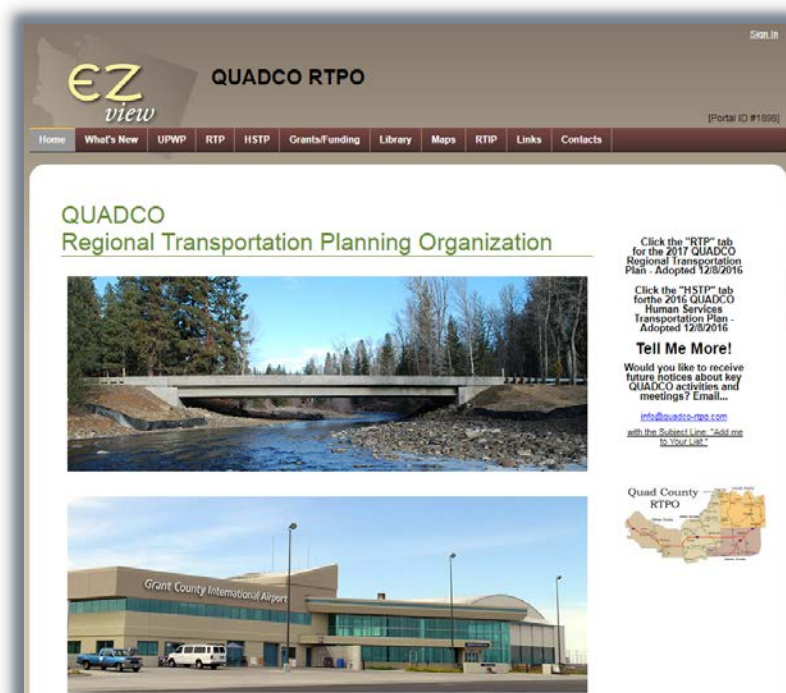 Sign In
EZ
view
QUADCO RTPO
[Portal ID #1898]
Home What's New UPWP RTP HSTP Grants/Funding Library Maps RTIP Links Contacts
QUADCO
Regional Transportation Planning Organization
Click the "RTP" tab
for the 2017 QUADCO
Regional Transportation
Plan - Adopted 12/8/2016
Click the "HSTP" tab
forthe 2016 QUADCO
Human Services
Transportation Plan -
Adopted 12/8/2016
Tell Me More!
Would you like to receive
future notices about key
QUADCO activities and
meetings? Email...
info@quadco-rtpo.com
with the Subject Line: "Add me
to Your List."
Quad County
RTPO
Grant County International Airport